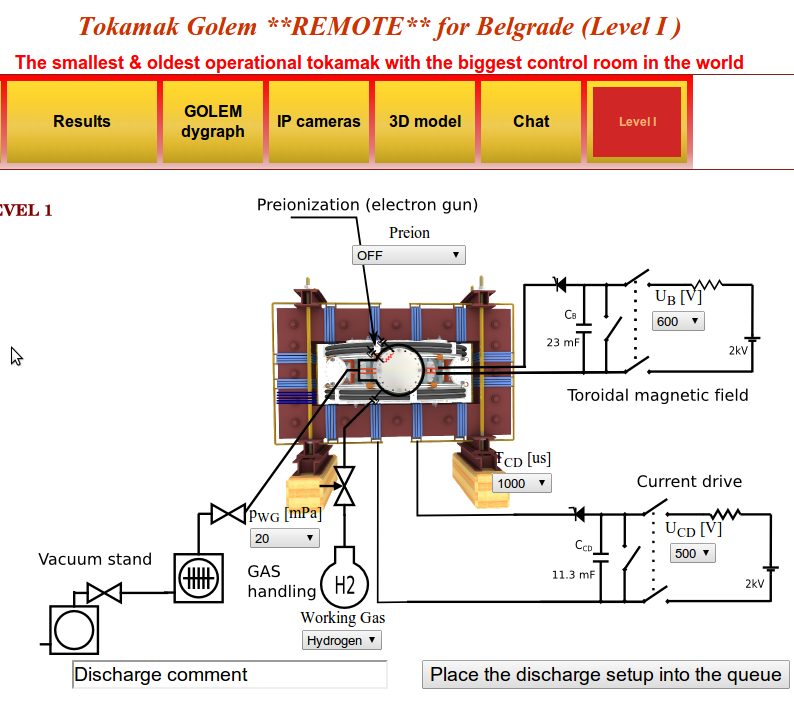 Tokamak Golem **REMOTE** for Belgrade (Level I )
The smallest & oldest operational tokamak with the biggest control room in the world
Results
GOLEM
dygraph
IP cameras
3D model
Chat
Level I
EVEL 1
Preionization (electron gun)
Preion
OFF
UB [V]
600
CB
23 mF
2kV
Toroidal magnetic field
TCD [us]
1000
Current drive
UCD [V]
500
CCD
11.3 mF
2kV
pWG [mPa]
20
Vacuum stand
GAS
handling
H2
Working Gas
Hydrogen
Discharge comment
Place the discharge setup into the queue